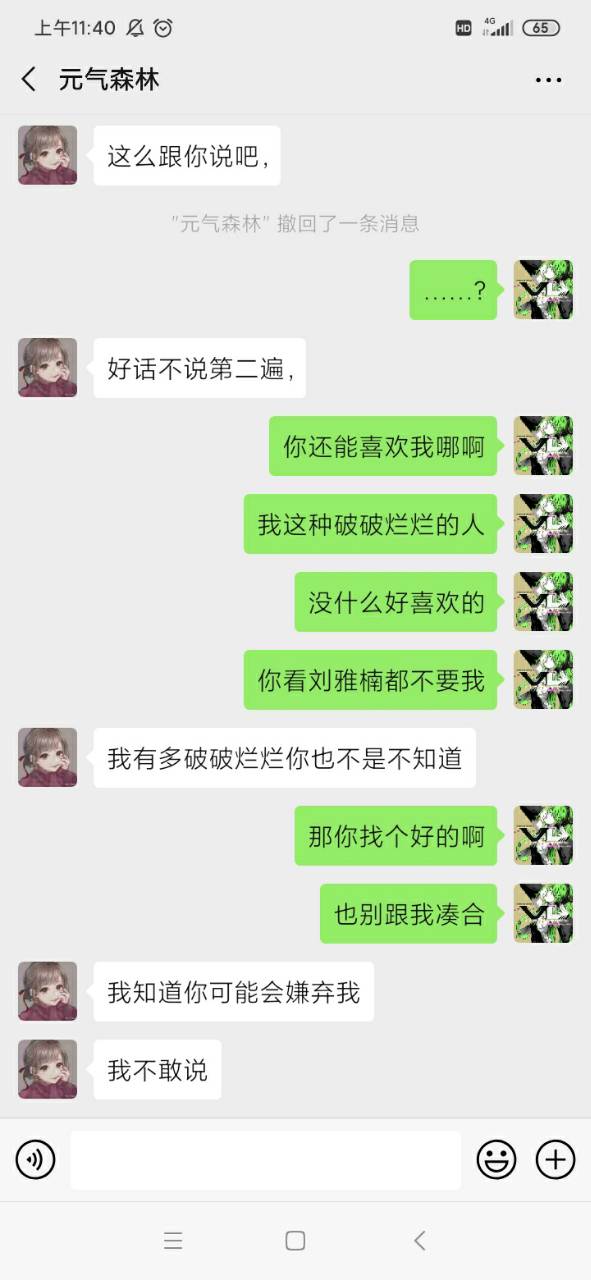 上午11:40
HD
4G
65
元气森林
这么跟你说吧,
"元气森林" 撤回了一条消息
......?
好话不说第二遍,
你还能喜欢我哪啊
我这种破破烂烂的人
没什么好喜欢的
你看刘雅楠都不要我
我有多破破烂烂你也不是不知道
那你找个好的啊
也别跟我凑合
我知道你可能会嫌弃我
我不敢说